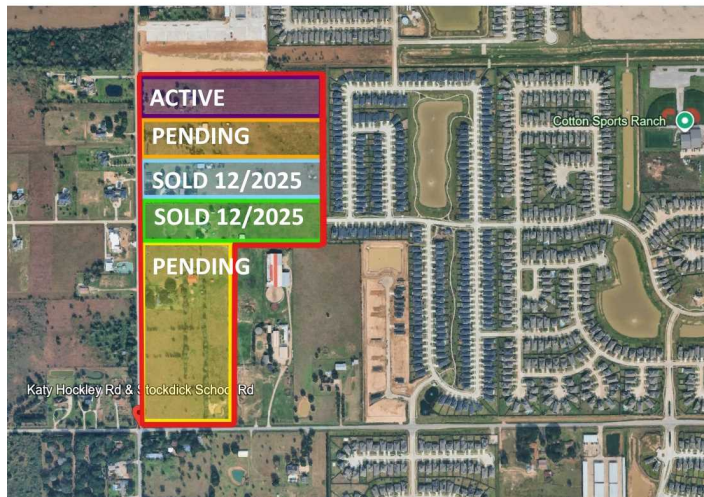 ACTIVE
PENDING
Cotton Sports Ranch
SOLD 12/2025
SOLD 12/2025
PENDING
Katy Hockley Rd & Stockdick School Rd